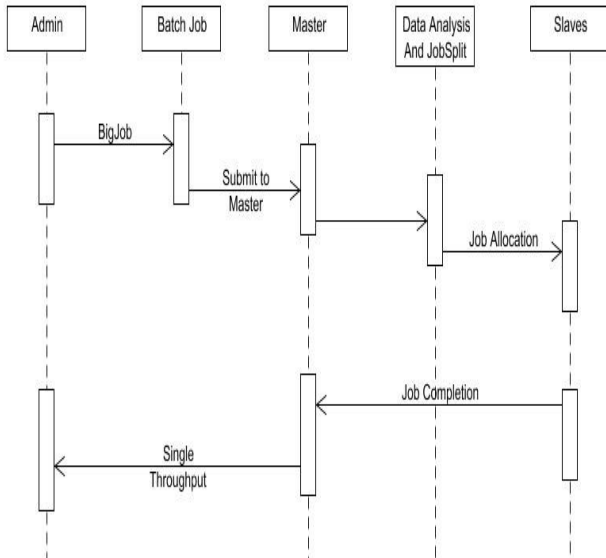 Admin
Batch Job
Master
Data Analysis
And JobSplit
Slaves
BigJob
Submit to
Master
Job Allocation
Job Completion
Single
Throughput